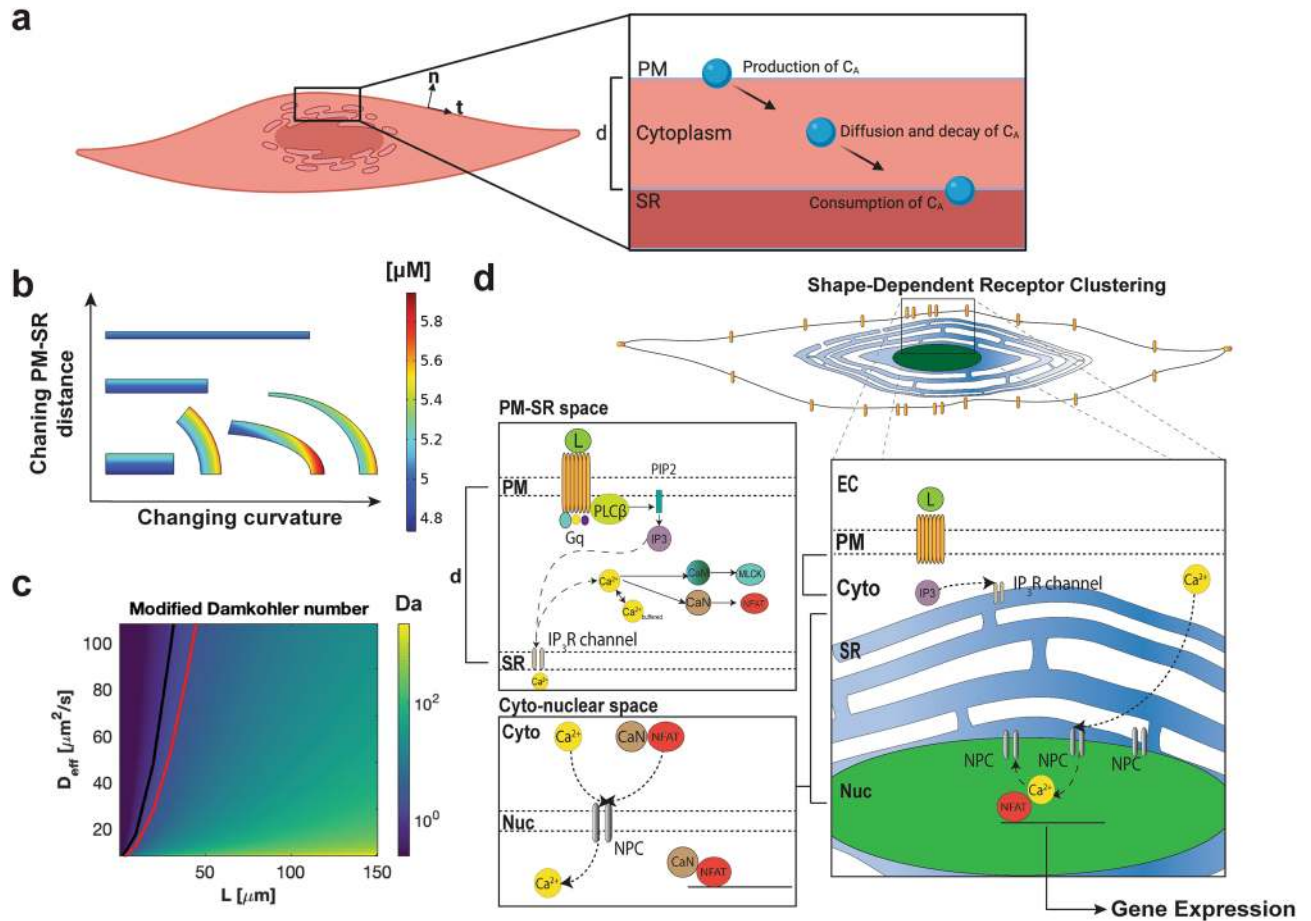 a
n
t
PM
Production of C_A
d
Cytoplasm
Diffusion and decay of C_A
SR
Consumption of C_A
b
[µM]
Chaning PM-SR
distance
5.8
5.6
5.4
5.2
5
4.8
Changing curvature
c
Modified Damkohler number
Da
D_eff [µm²/s]
100
80
60
40
20
10²
10⁰
50
100
150
L [µm]
d
Shape-Dependent Receptor Clustering
PM-SR space
L
PIP2
PM
PLCβ
Gq
IP3
d
Ca²⁺
CaM
MLCK
Ca²⁺ buffered
CaN
NFAT
IP₃R channel
SR
Ca²⁺
Cyto-nuclear space
Cyto
Ca²⁺
CaN
NFAT
Nuc
NPC
Ca²⁺
CaN
NFAT
EC
L
PM
Cyto
IP3
IP₃R channel
Ca²⁺
SR
NPC
NPC
NPC
Nuc
Ca²⁺
NFAT
Gene Expression